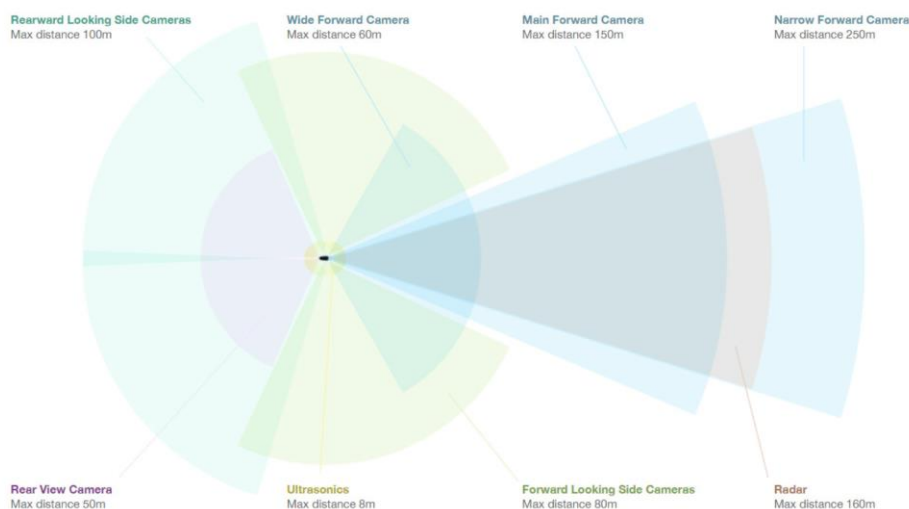 Rearward Looking Side Cameras
Max distance 100m
Wide Forward Camera
Max distance 60m
Main Forward Camera
Max distance 150m
Narrow Forward Camera
Max distance 250m
Rear View Camera
Max distance 50m
Ultrasonics
Max distance 8m
Forward Looking Side Cameras
Max distance 80m
Radar
Max distance 160m